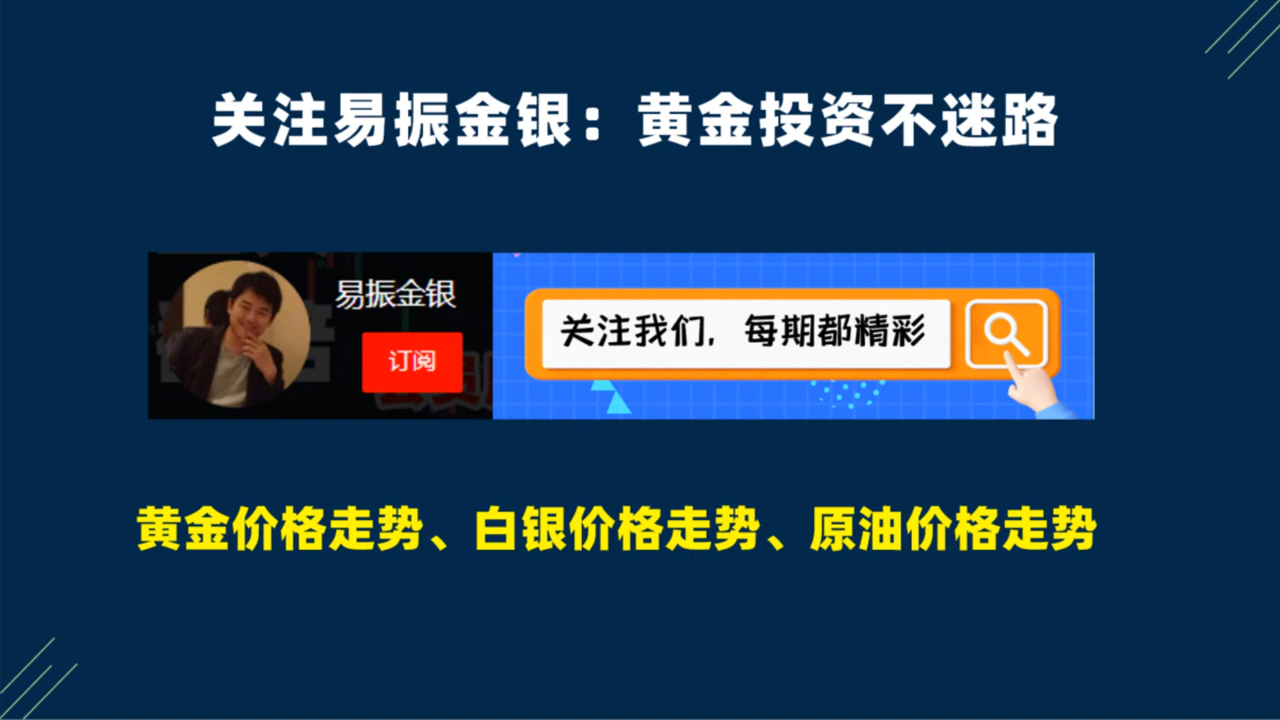 关注易振金银：黄金投资不迷路
易振金银
订阅
关注我们，每期都精彩
黄金价格走势、白银价格走势、原油价格走势